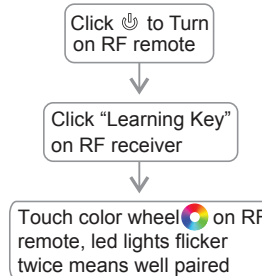 Click to Turn
on RF remote
Click “Learning Key”
on RF receiver
Touch color wheel on RF
remote, led lights flicker
twice means well paired